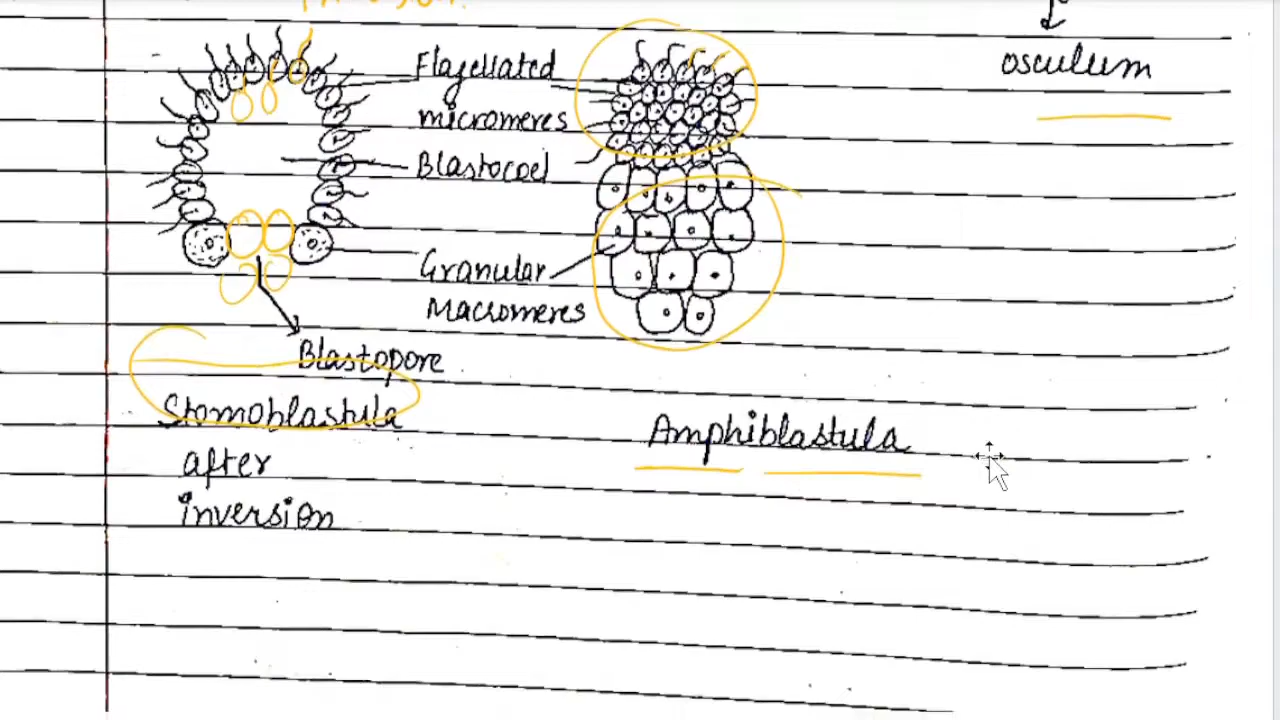 osculum
Flagellated
micromeres
Blastocoel
Granular
Macromeres
Blastopore
Stomoblastula
after
inversion
Amphiblastula